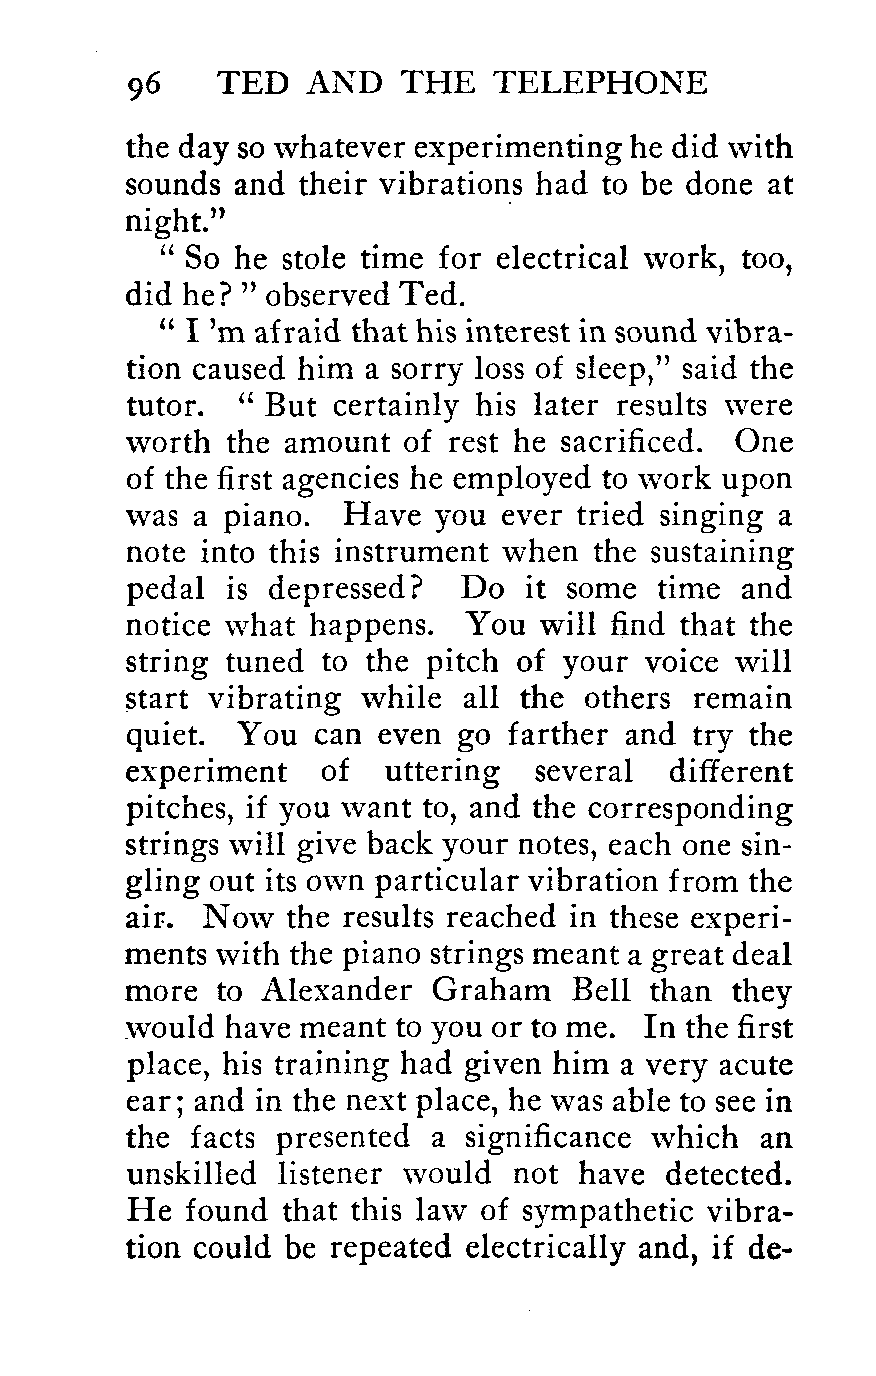 96 TED AND THE TELEPHONE
the day so whatever experimenting he did with
sounds and their vibrations had to be done at
night.”
“ So he stole time for electrical work, too,
did he? ” observed Ted.
“ I ’m afraid that his interest in sound vibra-
tion caused him a sorry loss of sleep,” said the
tutor. “ But certainly his later results were
worth the amount of rest he sacrificed. One
of the first agencies he employed to work upon
was a piano. Have you ever tried singing a
note into this instrument when the sustaining
pedal is depressed? Do it some time and
notice what happens. You will find that the
string tuned to the pitch of your voice will
start vibrating while all the others remain
quiet. You can even go farther and try the
experiment of uttering several different
pitches, if you want to, and the corresponding
strings will give back your notes, each one sin-
gling out its own particular vibration from the
air. Now the results reached in these experi-
ments with the piano strings meant a great deal
more to Alexander Graham Bell than they
would have meant to you or to me. In the first
place, his training had given him a very acute
ear; and in the next place, he was able to see in
the facts presented a significance which an
unskilled listener would not have detected.
He found that this law of sympathetic vibra-
tion could be repeated electrically and, if de-